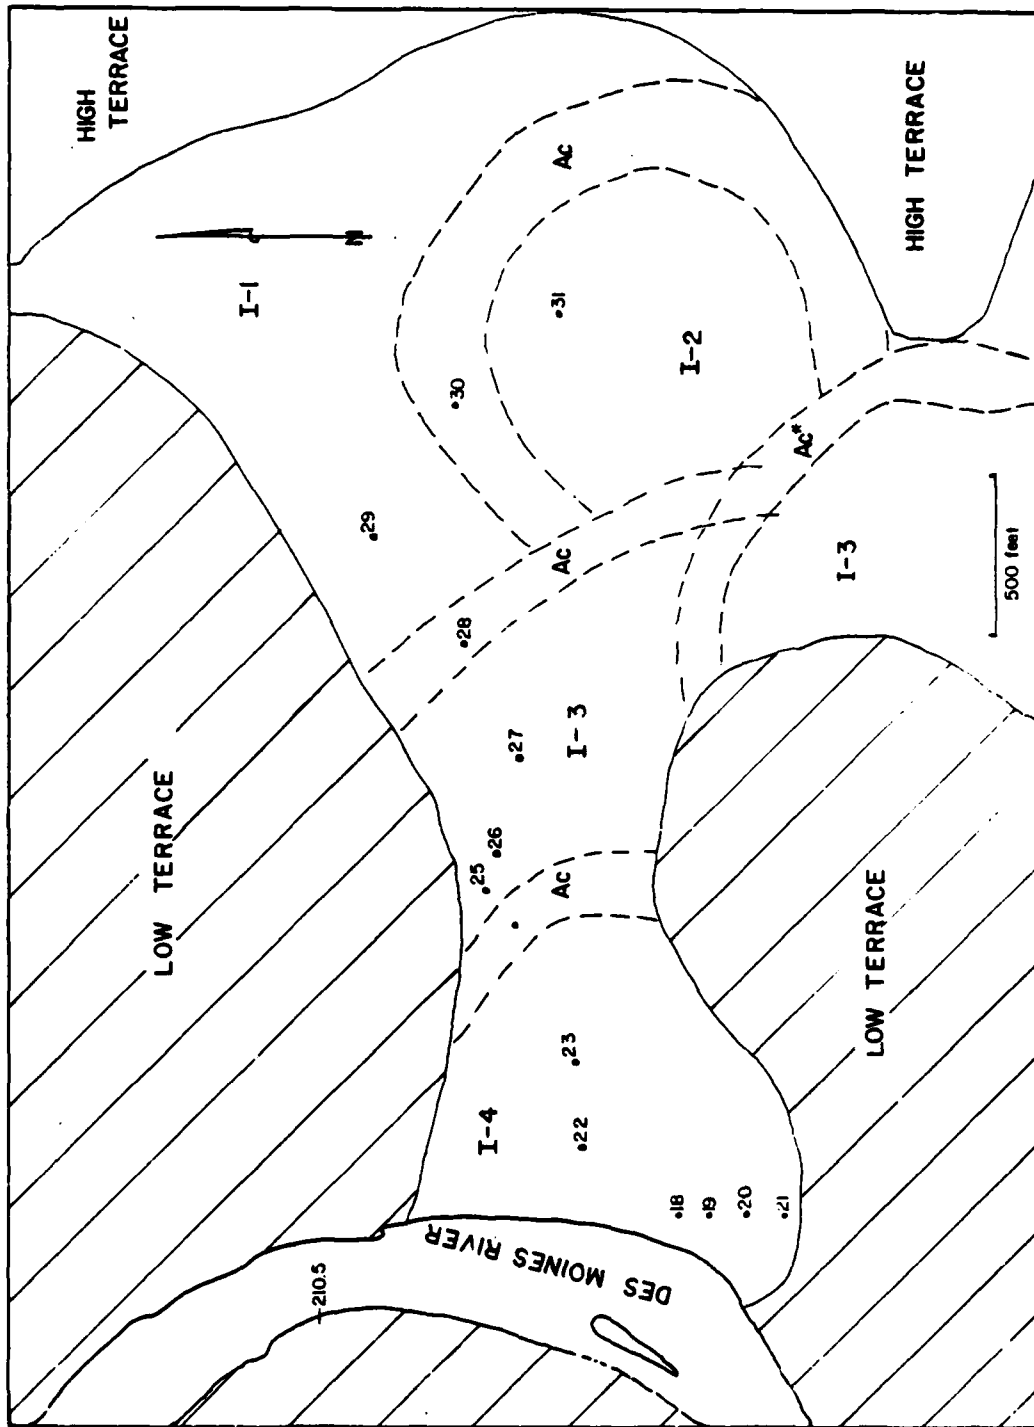 HIGH
TERRACE
HIGH TERRACE
Ac
N
I-1
•31
I-2
•30
Ac*
•29
Ac
I-3
500 feet
•28
•27
I-3
LOW TERRACE
•26
•25
Ac
LOW TERRACE
•23
I-4
•22
•18
•19
•20
•21
DES MOINES RIVER
210.5